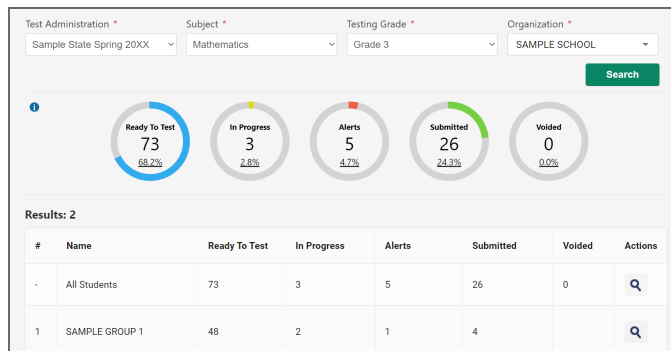 Test Administration * Subject * Testing Grade * Organization *
Sample State Spring 20XX Mathematics Grade 3 SAMPLE SCHOOL
Search
Ready To Test In Progress Alerts Submitted Voided
73 3 5 26 0
68.2% 2.8% 4.7% 24.3% 0.0%
Results: 2
# Name Ready To Test In Progress Alerts Submitted Voided Actions
- All Students 73 3 5 26 0
1 SAMPLE GROUP 1 48 2 1 4